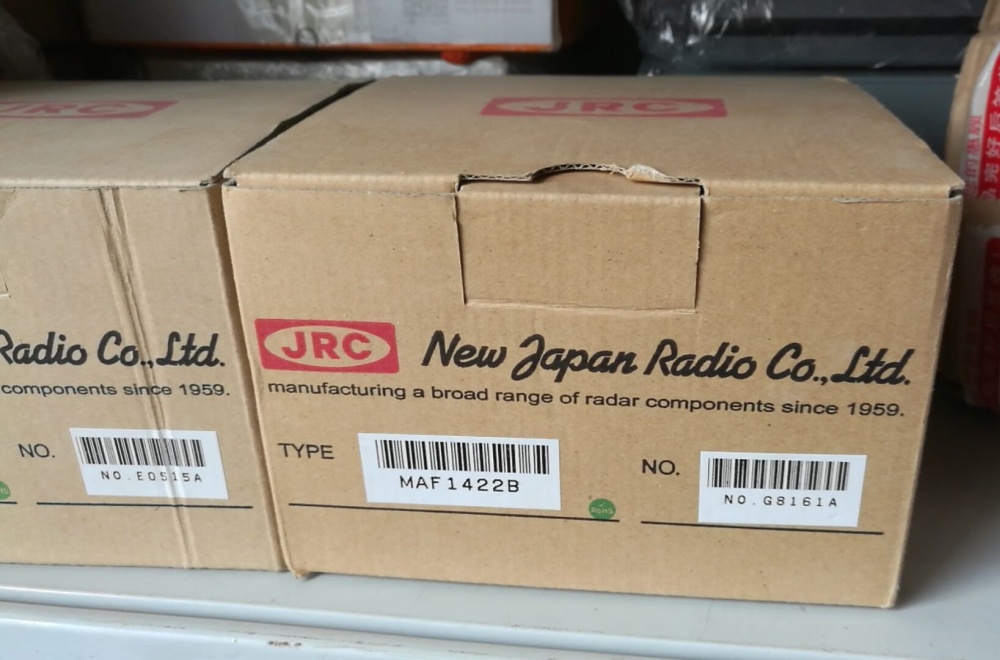 JRC
JRC
Radio Co.,Ltd.
components since 1959.
NO.
NO.E0515A
JRC
New Japan Radio Co.,Ltd.
manufacturing a broad range of radar components since 1959.
TYPE
MAF1422B
RoHS
NO.
NO.G8161A